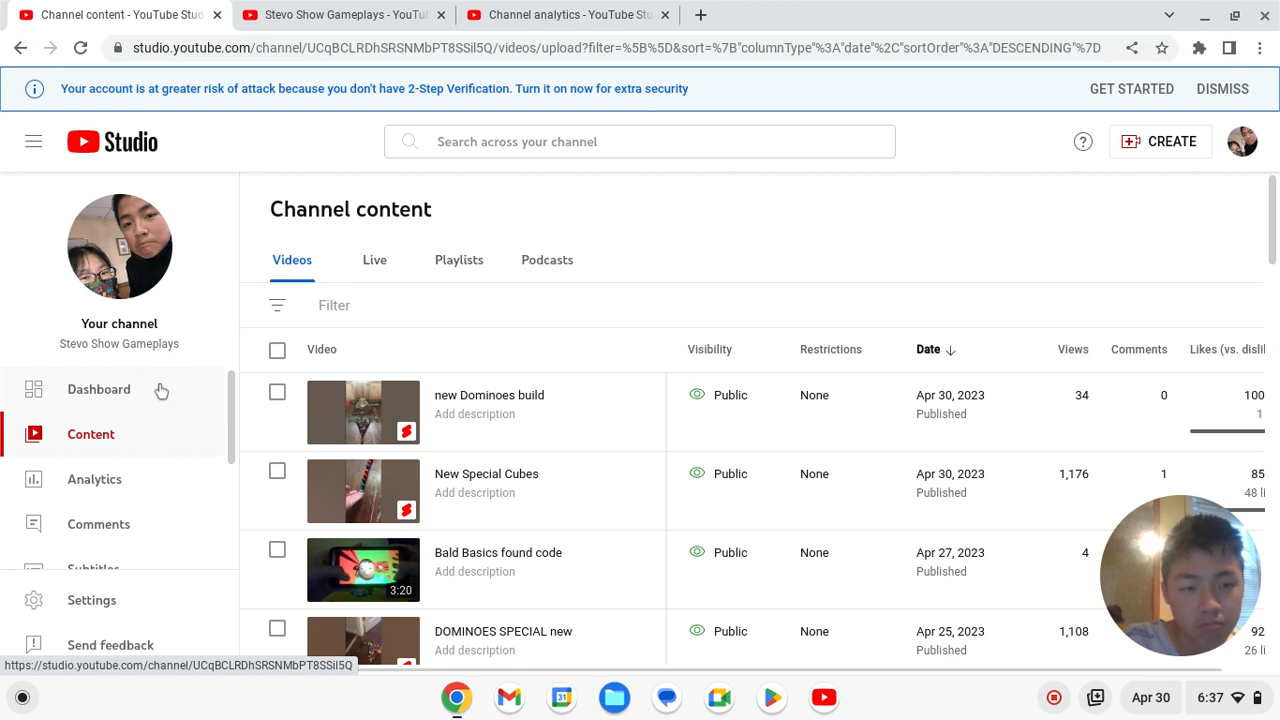 Channel content - YouTube Stud
Stevo Show Gameplays - YouTu
Channel analytics - YouTube Stu
studio.youtube.com/channel/UCqBCLRDhSRSNMbPT8SSil5Q/videos/upload?filter=%5B%5D&sort=%7B"columnType"%3A"date"%2C"sortOrder"%3A"DESCENDING"%7D
Your account is at greater risk of attack because you don't have 2-Step Verification. Turn it on now for extra security
GET STARTED
DISMISS
Studio
Search across your channel
CREATE
Your channel
Stevo Show Gameplays
Dashboard
Content
Analytics
Comments
Subtitles
Settings
Send feedback
Channel content
Videos Live Playlists Podcasts
Filter
Video Visibility Restrictions Date Views Comments Likes (vs. dislil
new Dominoes build Public None Apr 30, 2023 34 0 100
Add description Published 1
New Special Cubes Public None Apr 30, 2023 1,176 1 85
Add description Published 48 li
Bald Basics found code Public None Apr 27, 2023 4
3:20 Add description Published
DOMINOES SPECIAL new Public None Apr 25, 2023 1,108 92
Add description Published 26 li
https://studio.youtube.com/channel/UCqBCLRDhSRSNMbPT8SSil5Q
Apr 30
6:37